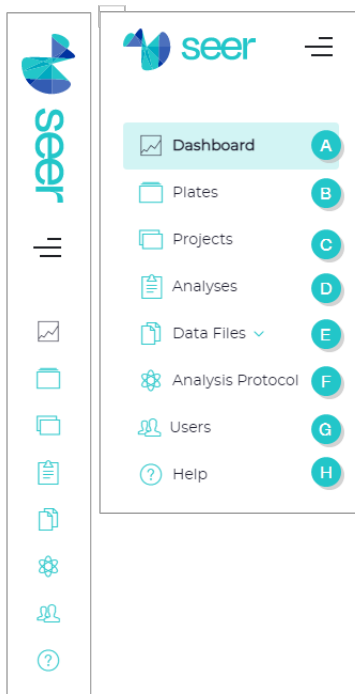 seer
seer
Dashboard A
Plates B
Projects C
Analyses D
Data Files E
Analysis Protocol F
Users G
? Help H
?